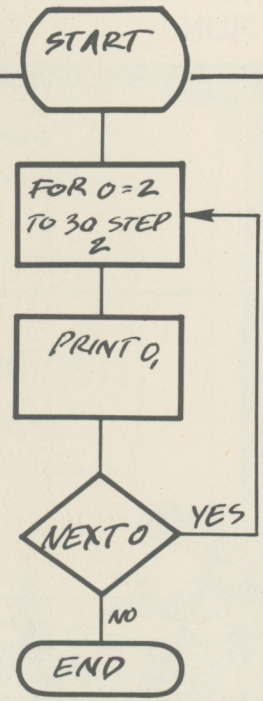 START
FOR O = 2
TO 30 STEP
2
PRINT O,
NEXT O
YES
NO
END